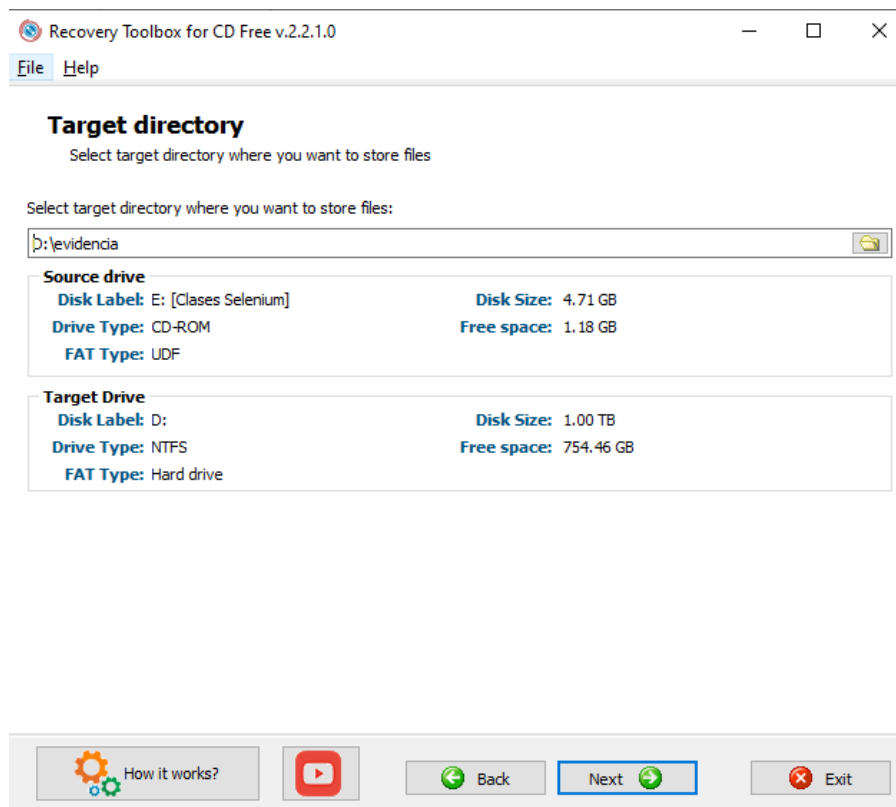 Recovery Toolbox for CD Free v.2.2.1.0
File Help
Target directory
Select target directory where you want to store files
Select target directory where you want to store files:
D:\evidencia
Source drive
Disk Label: E: [Clases Selenium] Disk Size: 4.71 GB
Drive Type: CD-ROM Free space: 1.18 GB
FAT Type: UDF
Target Drive
Disk Label: D: Disk Size: 1.00 TB
Drive Type: NTFS Free space: 754.46 GB
FAT Type: Hard drive
How it works? Back Next Exit